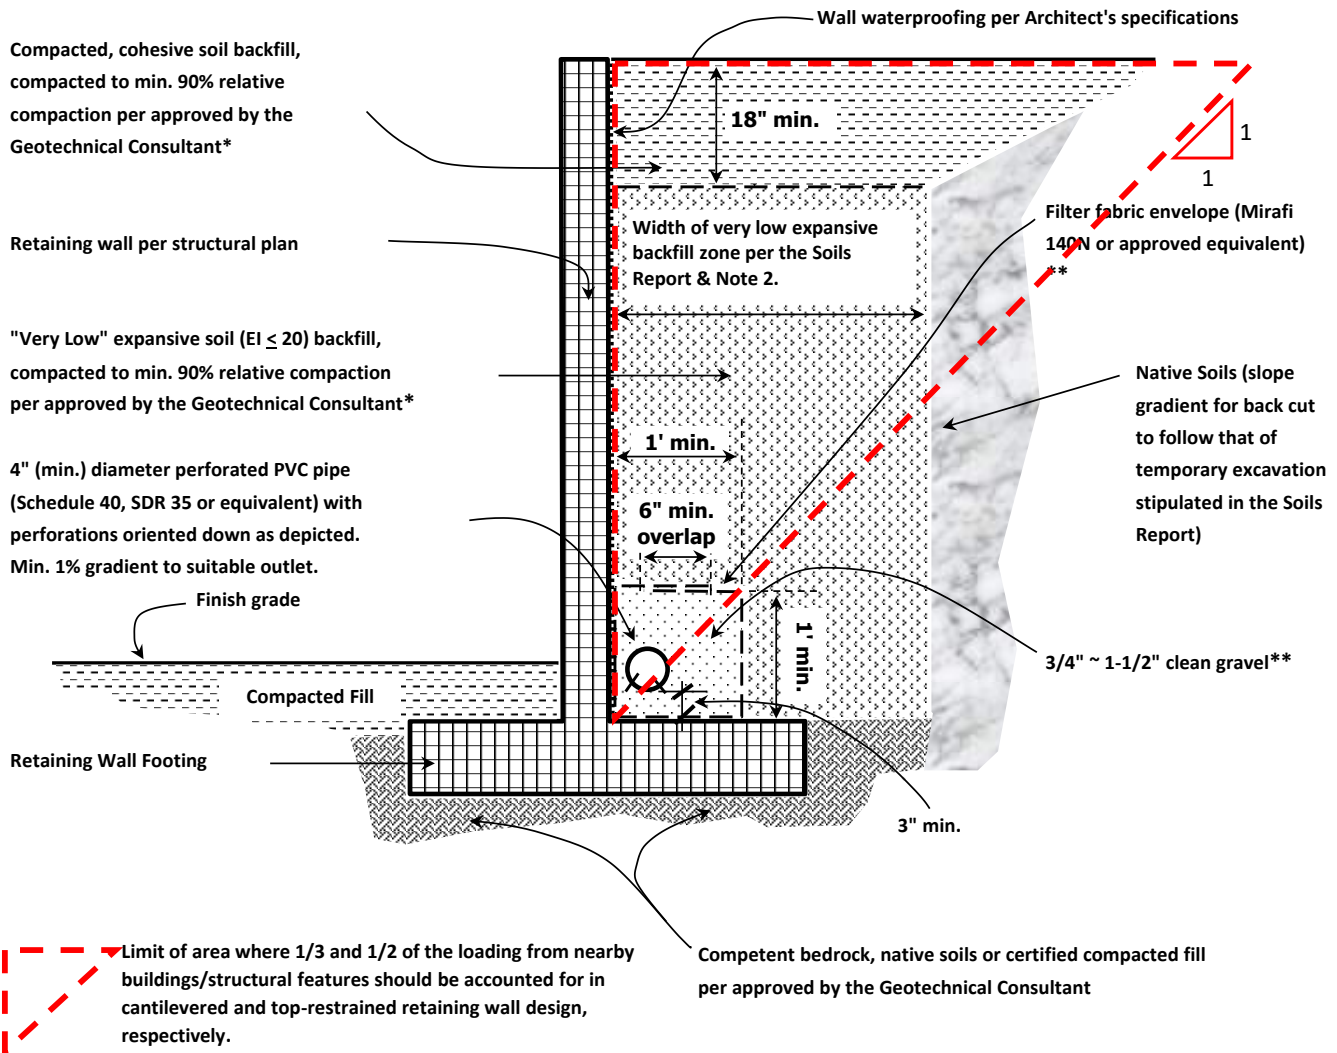 Wall waterproofing per Architect's specifications
Compacted, cohesive soil backfill,
compacted to min. 90% relative
compaction per approved by the
Geotechnical Consultant*
18" min.
1
1
Retaining wall per structural plan
Width of very low expansive
backfill zone per the Soils
Report & Note 2.
Filter fabric envelope (Mirafi
140N or approved equivalent)
**
"Very Low" expansive soil (EI < 20) backfill,
compacted to min. 90% relative compaction
per approved by the Geotechnical Consultant*
Native Soils (slope
gradient for back cut
to follow that of
temporary excavation
stipulated in the Soils
Report)
1' min.
4" (min.) diameter perforated PVC pipe
(Schedule 40, SDR 35 or equivalent) with
perforations oriented down as depicted.
Min. 1% gradient to suitable outlet.
6" min.
overlap
Finish grade
1' min.
3/4" ~ 1-1/2" clean gravel**
Compacted Fill
Retaining Wall Footing
3" min.
Limit of area where 1/3 and 1/2 of the loading from nearby
buildings/structural features should be accounted for in
cantilevered and top-restrained retaining wall design,
respectively.
Competent bedrock, native soils or certified compacted fill
per approved by the Geotechnical Consultant